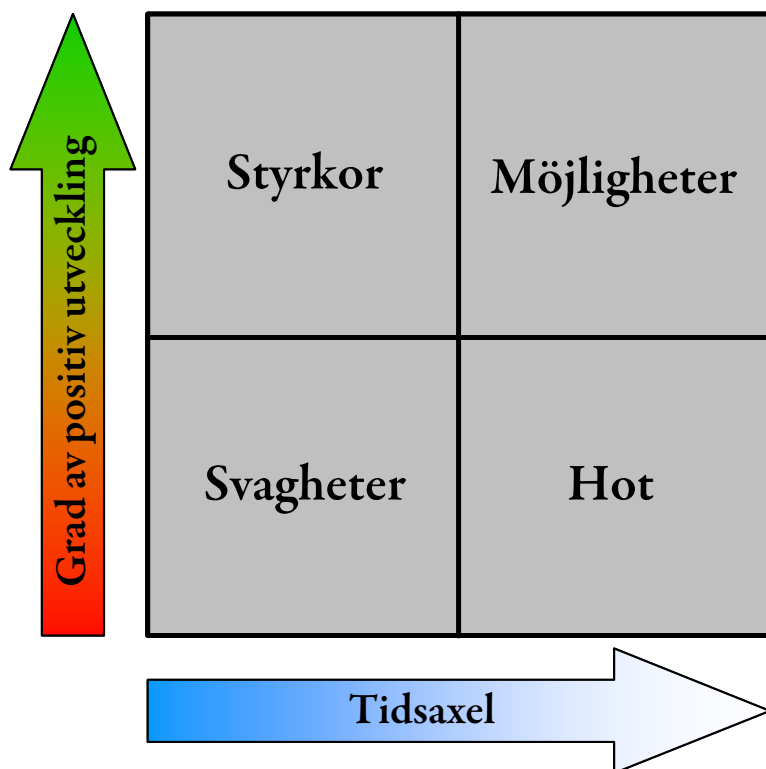 Grad av positiv utveckling
Styrkor
Möjligheter
Svagheter
Hot
Tidsaxel